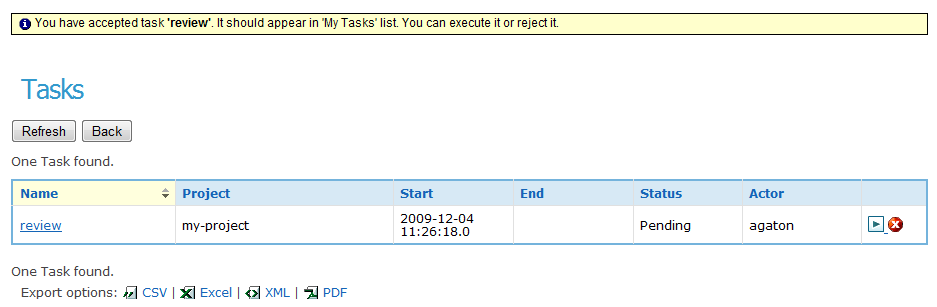 You have accepted task 'review'. It should appear in 'My Tasks' list. You can execute it or reject it.
Tasks
Refresh Back
One Task found.
Name Project Start End Status Actor
review my-project 2009-12-04 11:26:18.0 Pending agaton
One Task found.
Export options: CSV | Excel | XML | PDF